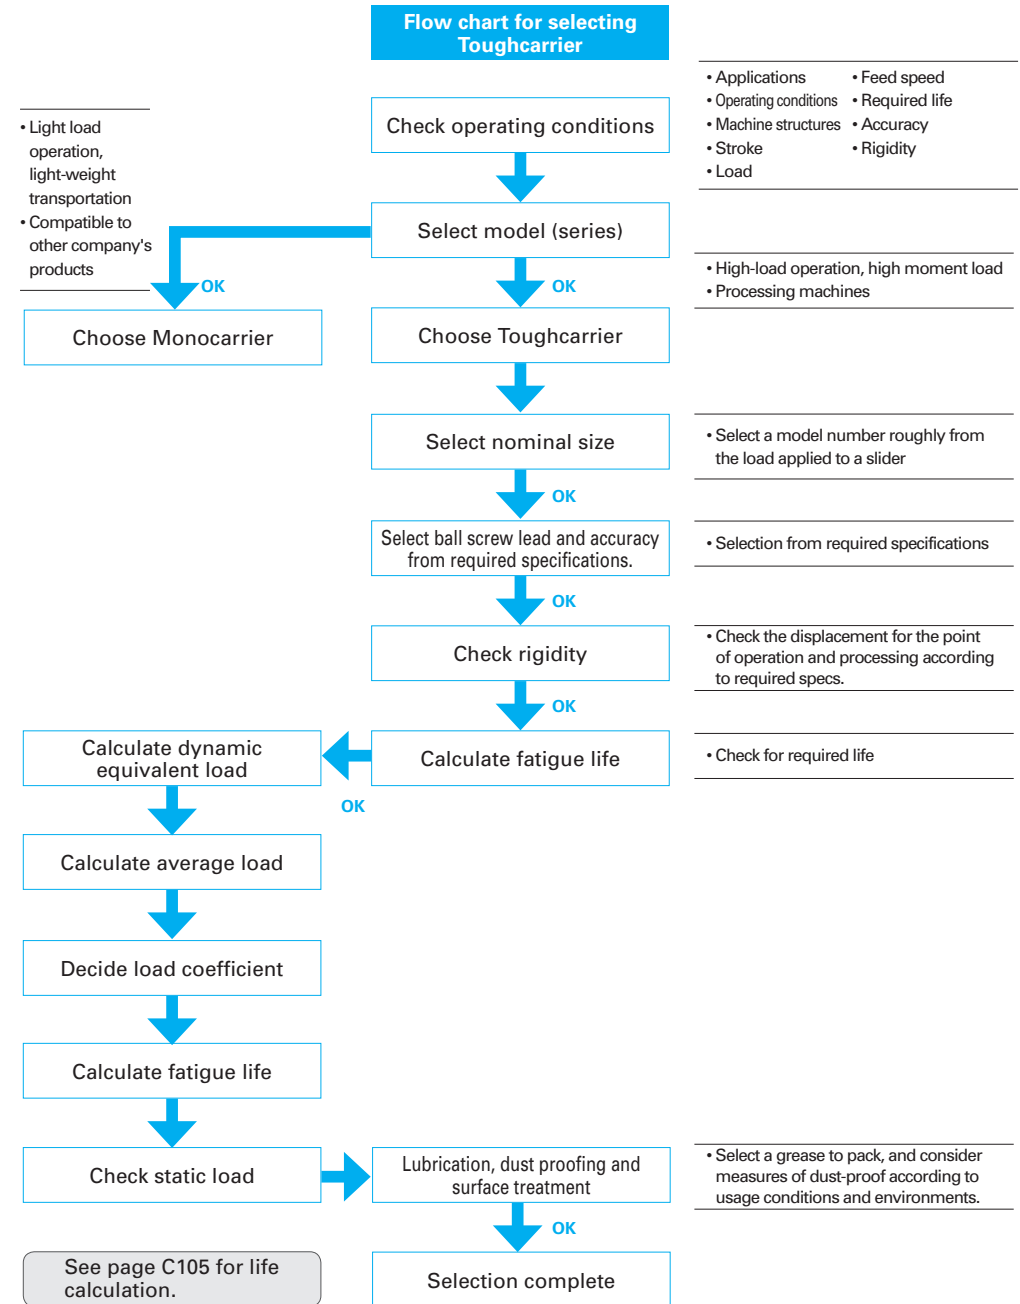 Flow chart for selecting
Toughcarrier
Check operating conditions
• Applications
• Operating conditions
• Machine structures
• Stroke
• Load
• Feed speed
• Required life
• Accuracy
• Rigidity
• Light load
operation,
light-weight
transportation
• Compatible to
other company's
products
Select model (series)
OK
OK
• High-load operation, high moment load
• Processing machines
Choose Monocarrier
Choose Toughcarrier
Select nominal size
• Select a model number roughly from
the load applied to a slider
OK
Select ball screw lead and accuracy
from required specifications.
• Selection from required specifications
OK
Check rigidity
• Check the displacement for the point
of operation and processing according
to required specs.
OK
Calculate fatigue life
• Check for required life
OK
Calculate dynamic
equivalent load
Calculate average load
Decide load coefficient
Calculate fatigue life
Check static load
Lubrication, dust proofing and
surface treatment
• Select a grease to pack, and consider
measures of dust-proof according to
usage conditions and environments.
OK
See page C105 for life
calculation.
Selection complete